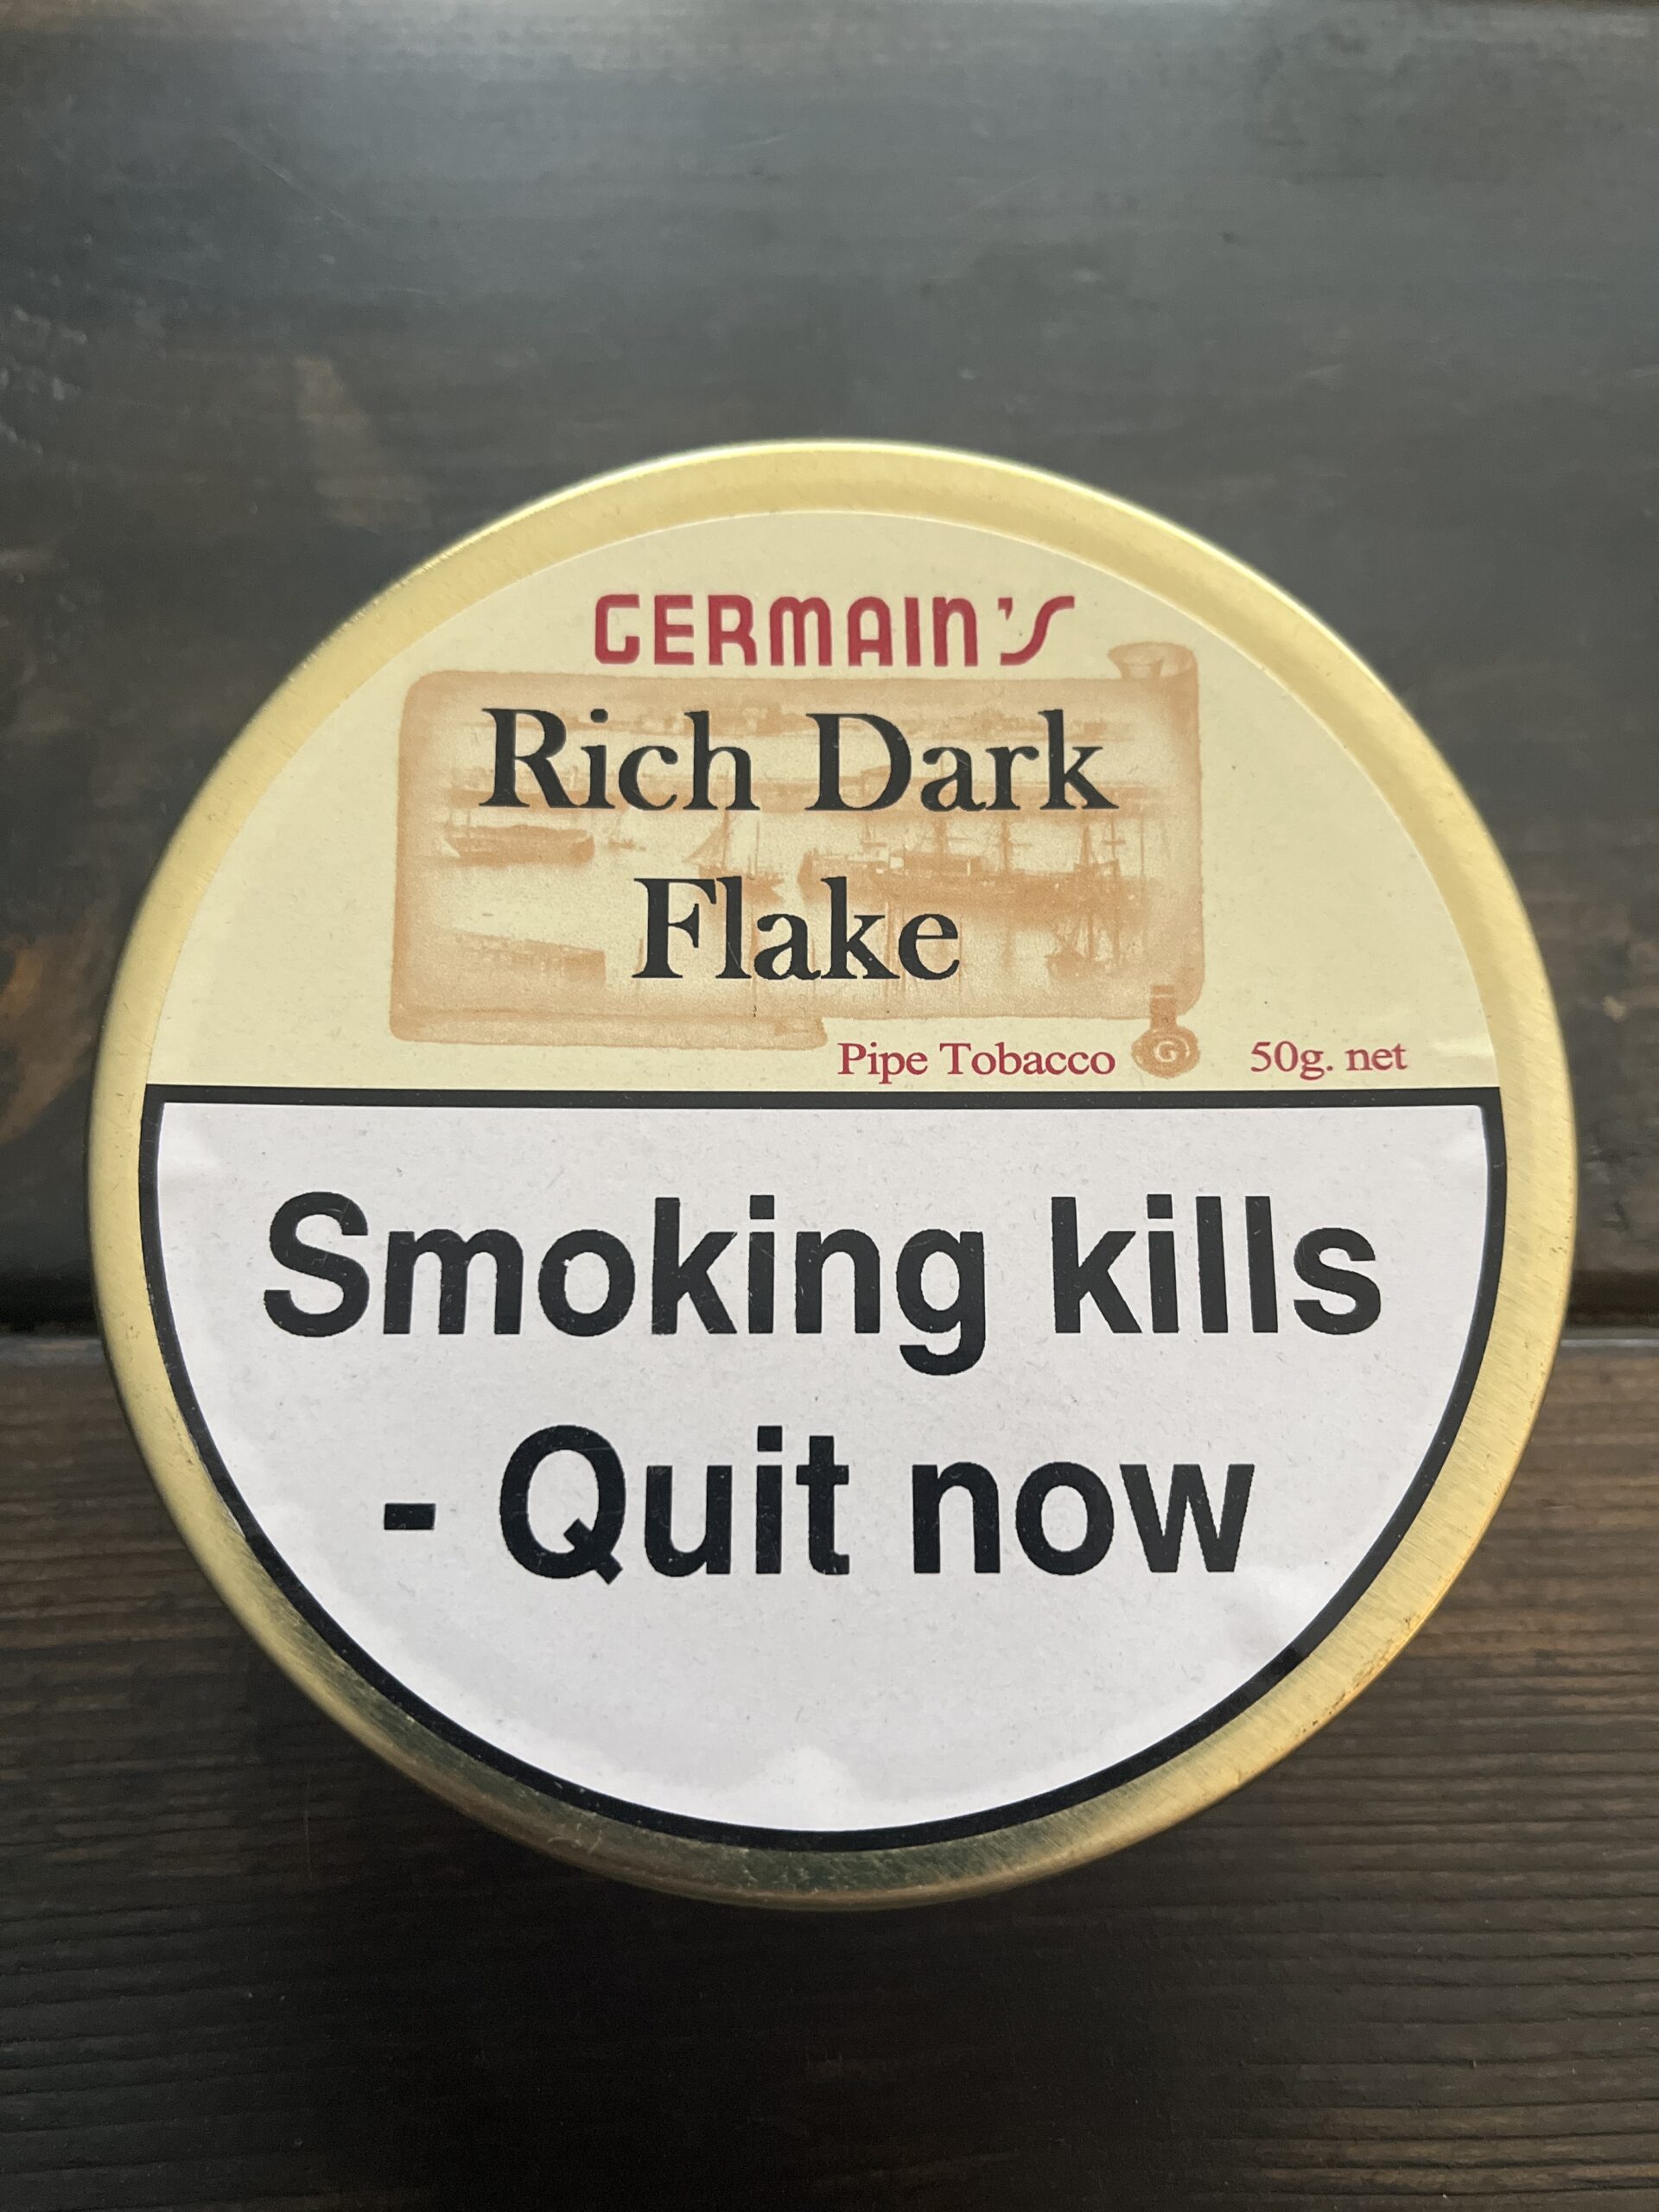 GERMAIN'S
Rich Dark
Flake
Pipe Tobacco G 50g. net
Smoking kills
- Quit now